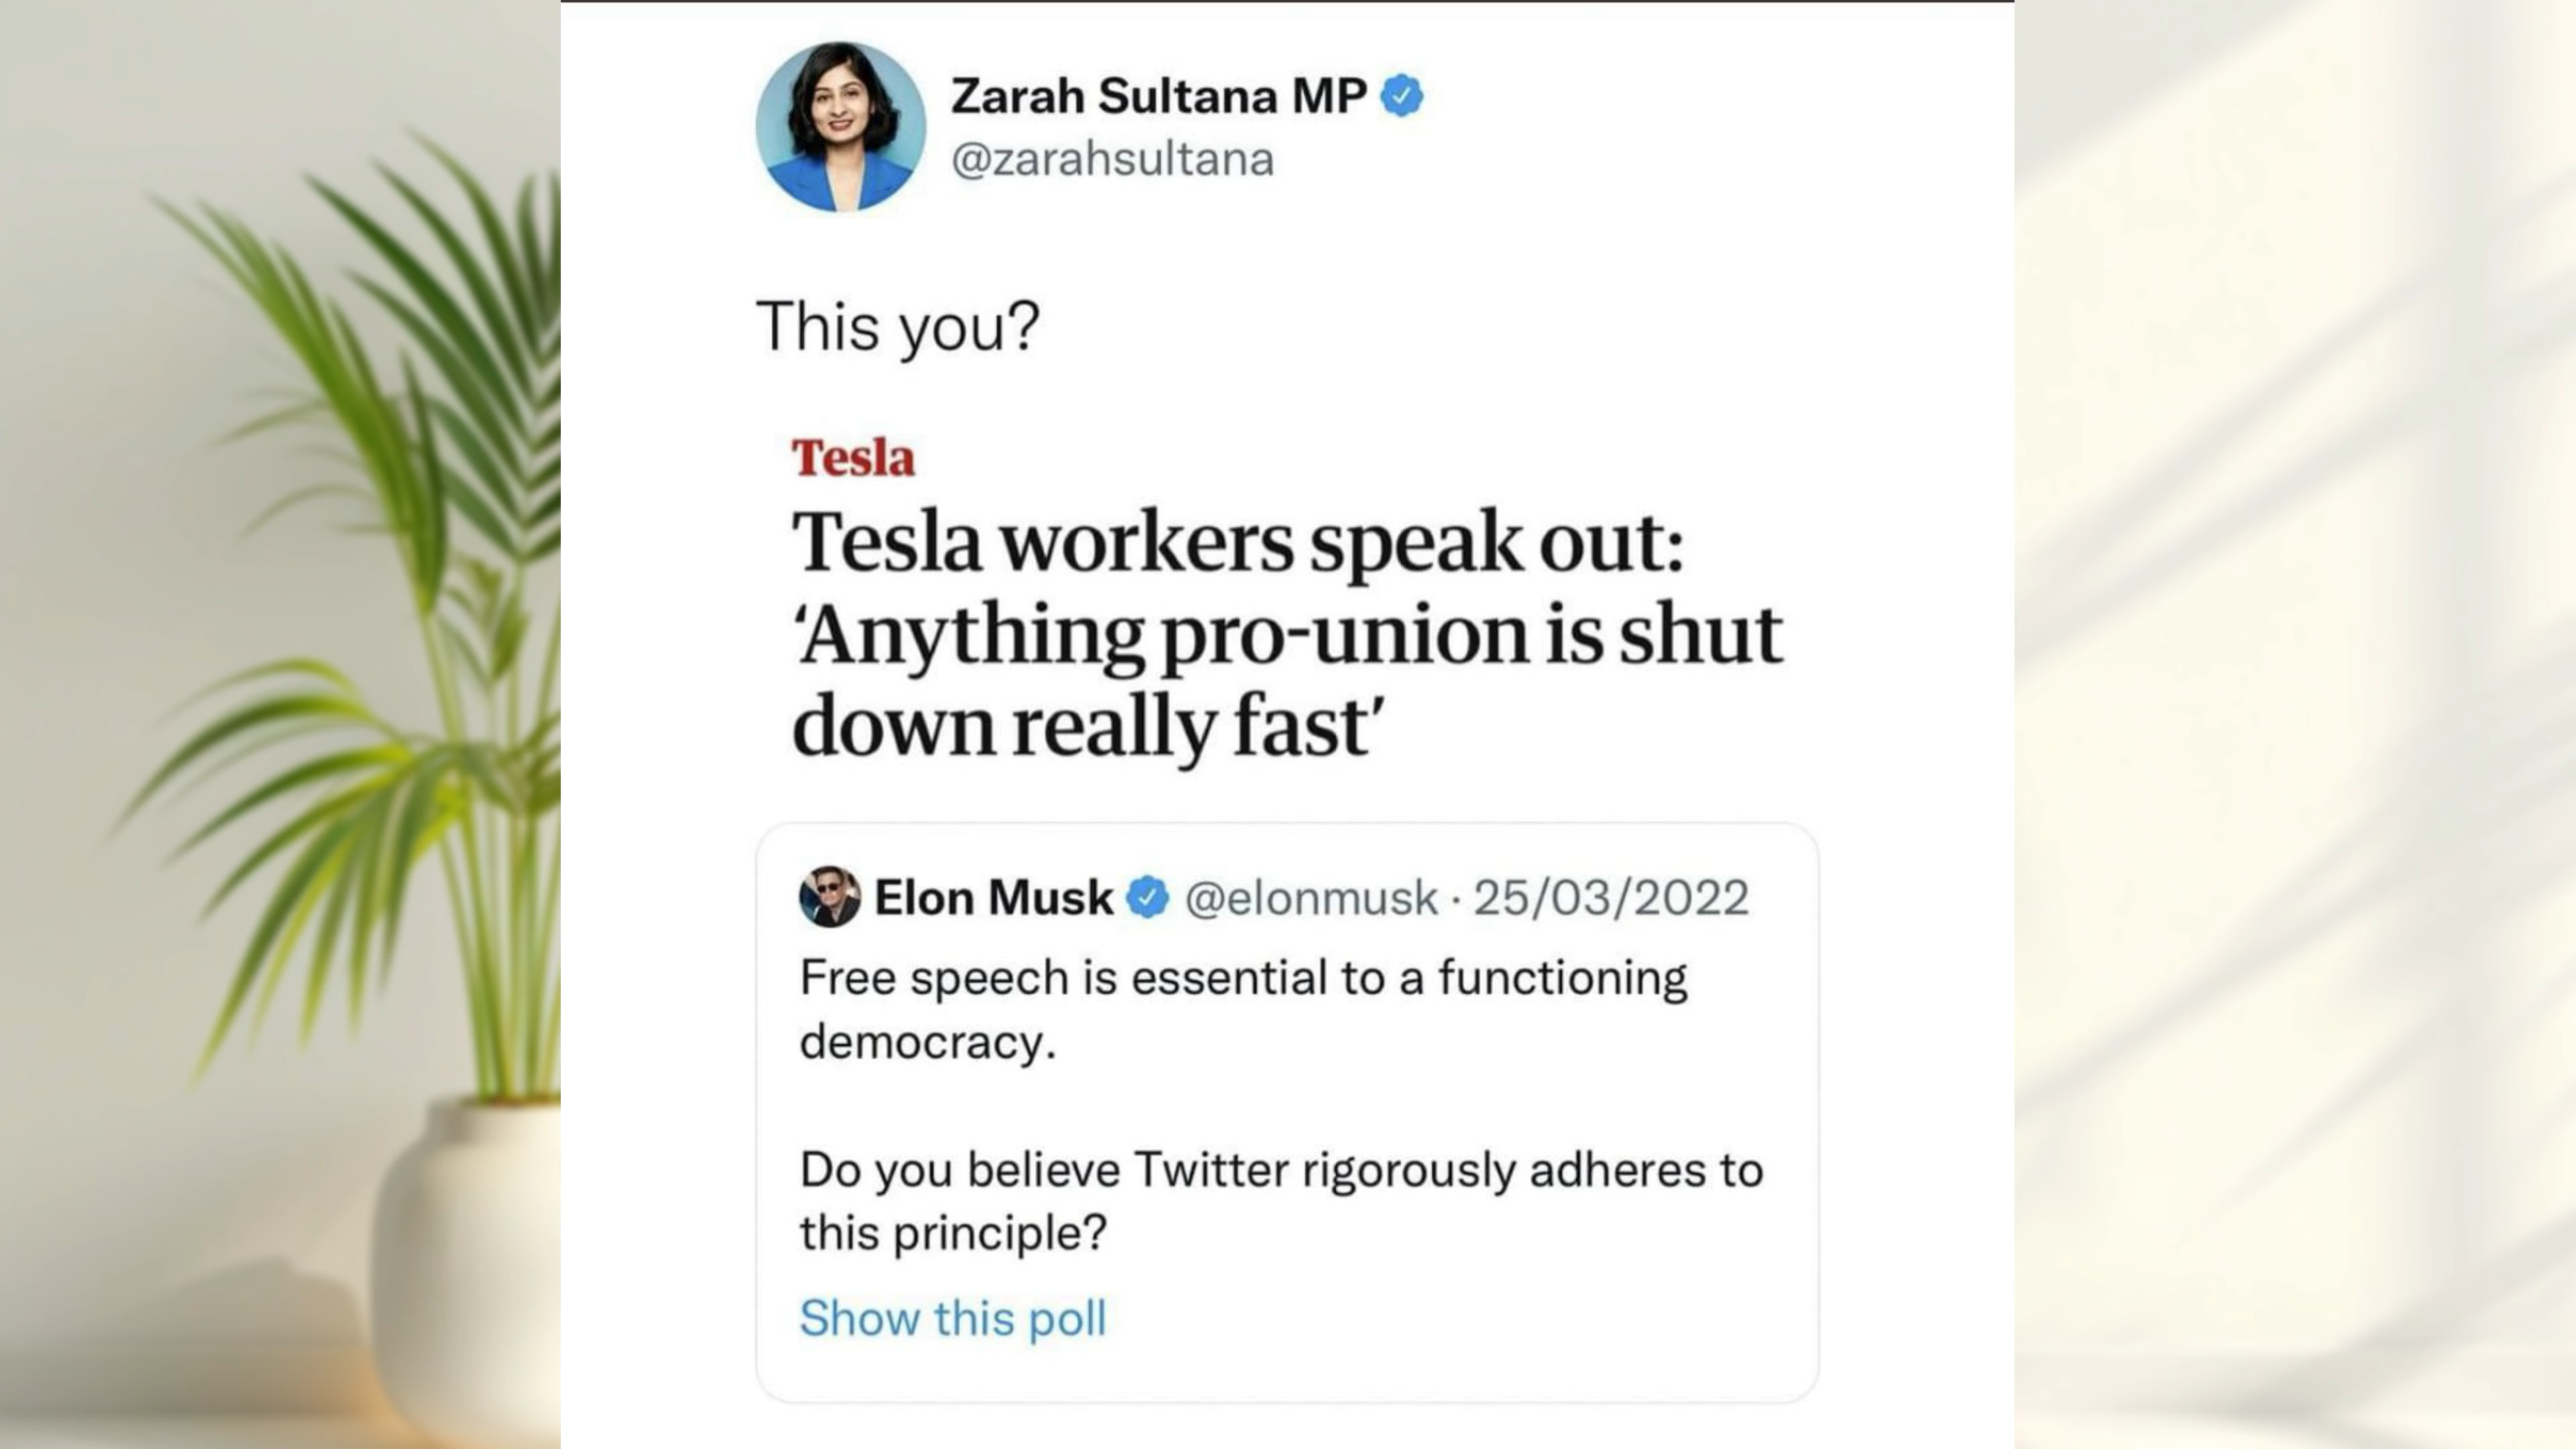 Zarah Sultana MP
@zarahsultana
This you?
Tesla
Tesla workers speak out:
‘Anything pro-union is shut
down really fast’
Elon Musk @elonmusk · 25/03/2022
Free speech is essential to a functioning
democracy.
Do you believe Twitter rigorously adheres to
this principle?
Show this poll